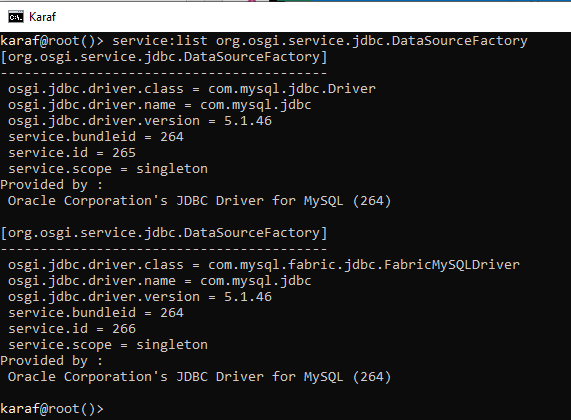 Karaf
karaf@root()> service:list org.osgi.service.jdbc.DataSourceFactory
[org.osgi.service.jdbc.DataSourceFactory]
-----------------------------------------
 osgi.jdbc.driver.class = com.mysql.jdbc.Driver
 osgi.jdbc.driver.name = com.mysql.jdbc
 osgi.jdbc.driver.version = 5.1.46
 service.bundleid = 264
 service.id = 265
 service.scope = singleton
Provided by :
 Oracle Corporation's JDBC Driver for MySQL (264)

[org.osgi.service.jdbc.DataSourceFactory]
-----------------------------------------
 osgi.jdbc.driver.class = com.mysql.fabric.jdbc.FabricMySQLDriver
 osgi.jdbc.driver.name = com.mysql.jdbc
 osgi.jdbc.driver.version = 5.1.46
 service.bundleid = 264
 service.id = 266
 service.scope = singleton
Provided by :
 Oracle Corporation's JDBC Driver for MySQL (264)

karaf@root()>